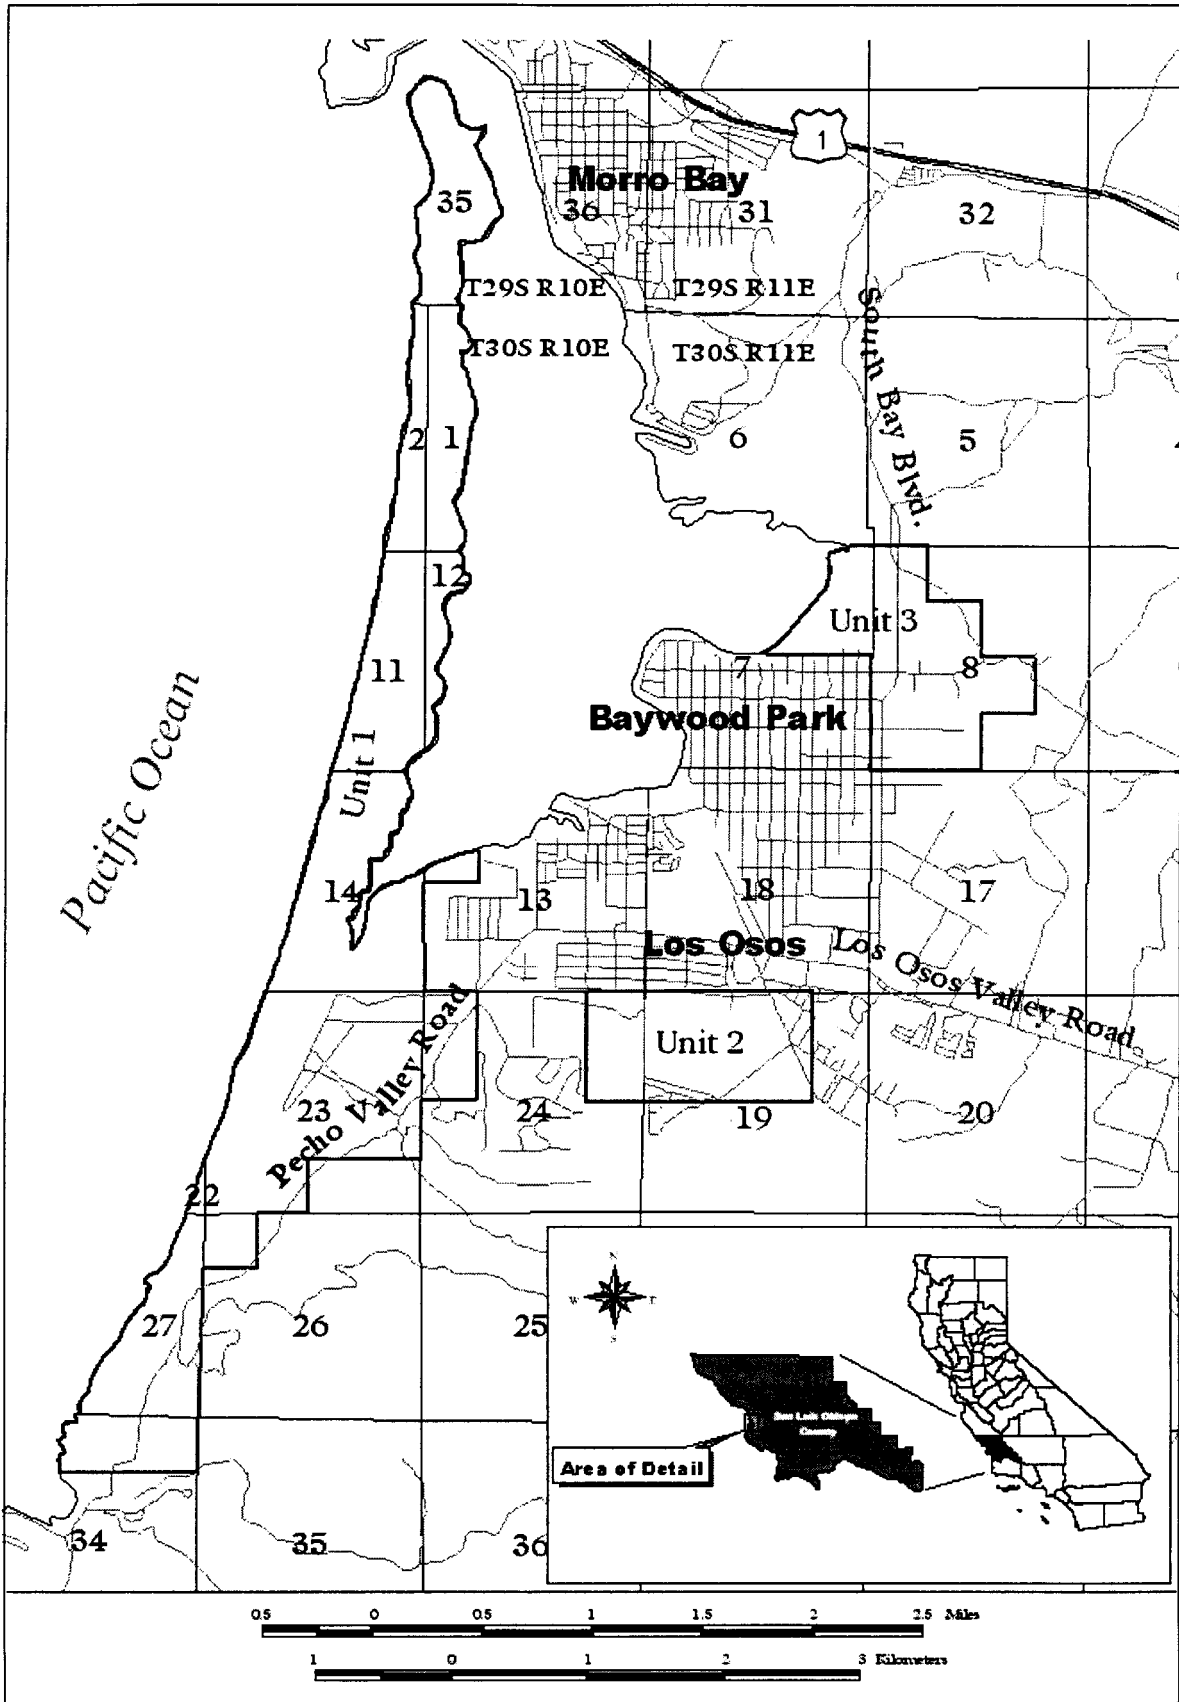 1
Morro Bay
35
36
31
32
T29S R10E
T29S R11E
T30S R10E
T30S R11E
South Bay Blvd.
2
1
6
5
12
Unit 3
11
7
8
Baywood Park
Unit 1
Pacific Ocean
14
13
18
17
Los Osos
Los Osos Valley Road.
Pecho Valley Road
Unit 2
23
24
19
20
22
27
26
25
N
W
E
S
San Luis Obispo
County
Area of Detail
34
35
36
0.5 0 0.5 1 1.5 2 2.5 Miles
1 0 1 2 3 Kilometers